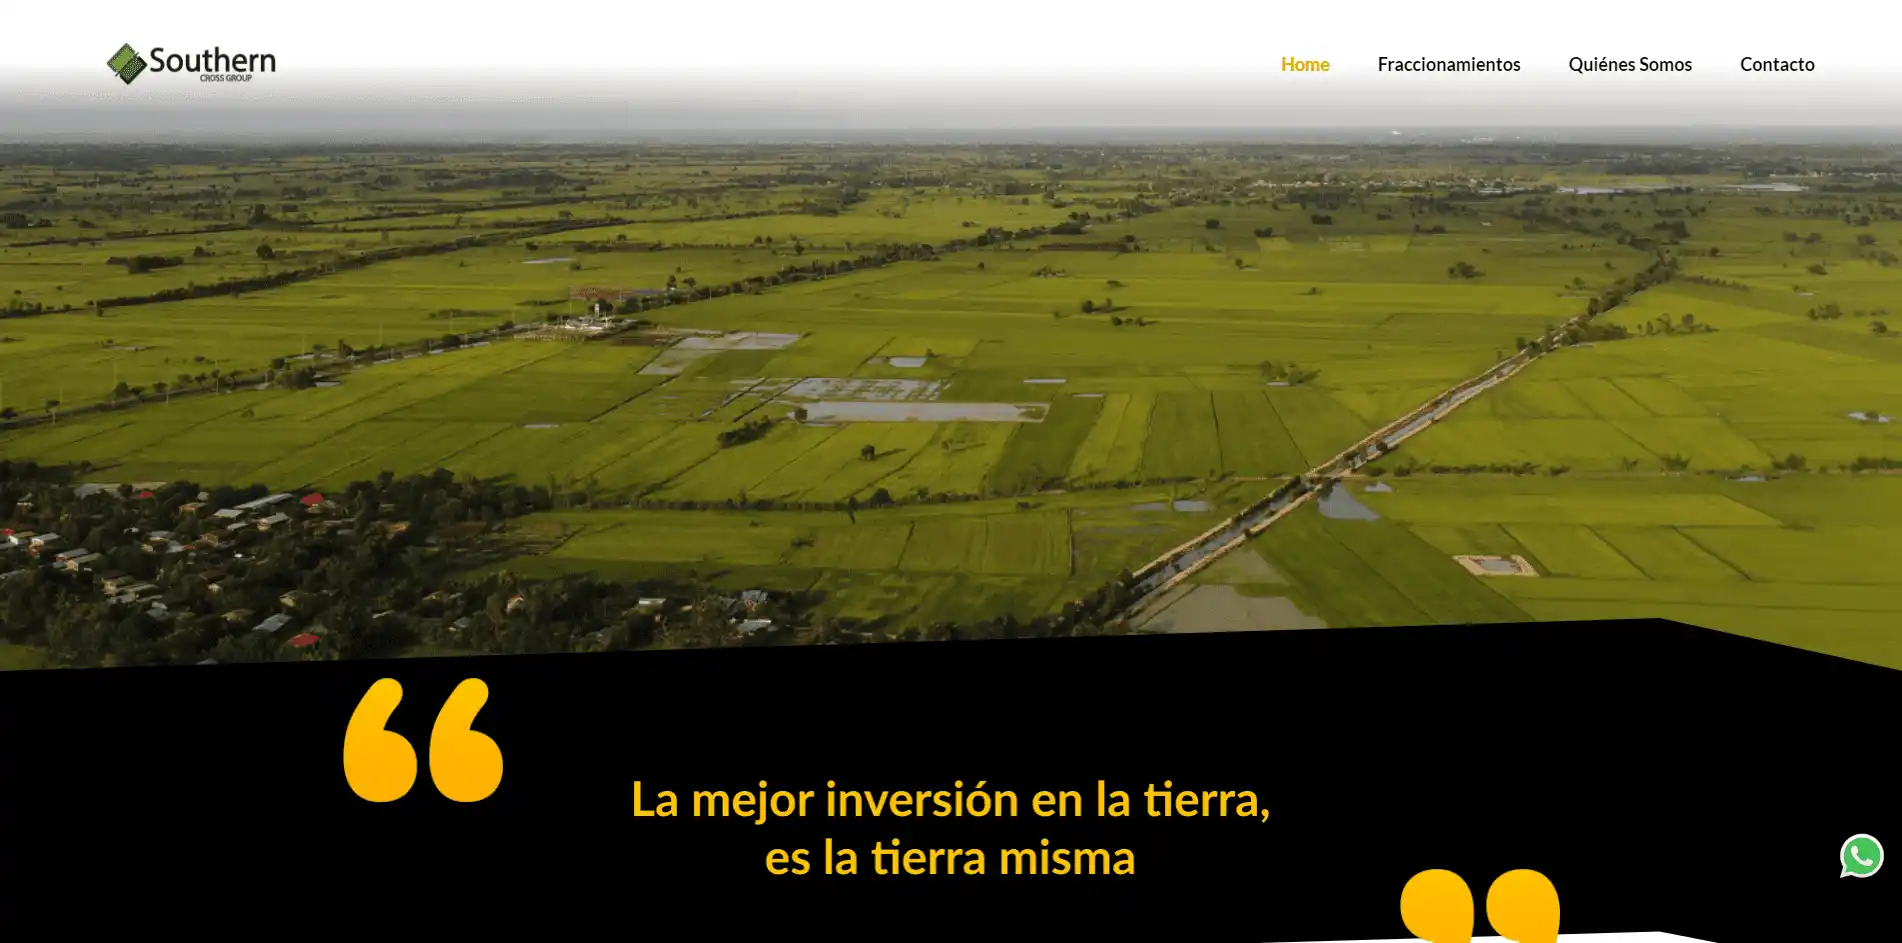 Southern
CROSS GROUP
Home
Fraccionamientos
Quiénes Somos
Contacto
La mejor inversión en la tierra,
es la tierra misma